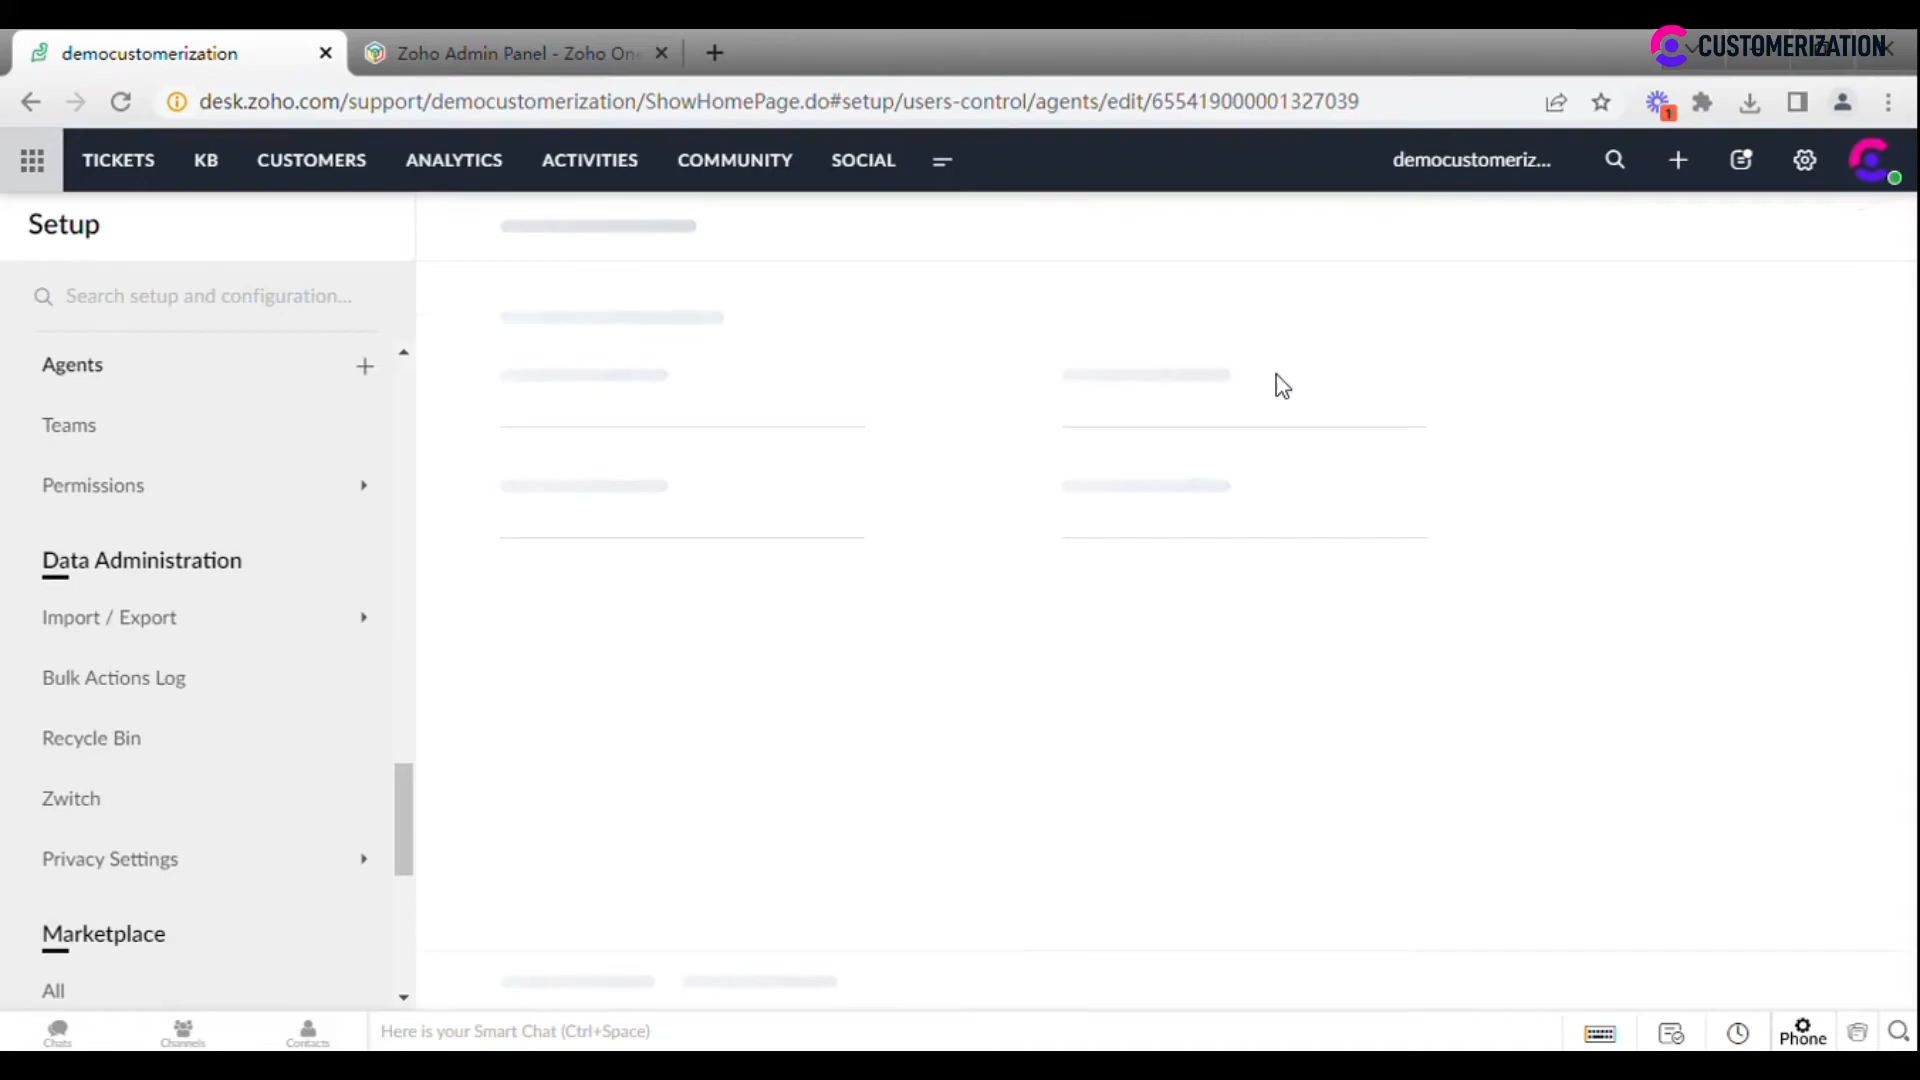 democustomerization
Zoho Admin Panel - Zoho On
CUSTOMERIZATION
desk.zoho.com/support/democustomerization/ShowHomePage.do#setup/users-control/agents/edit/655419000001327039
1
TICKETS KB CUSTOMERS ANALYTICS ACTIVITIES COMMUNITY SOCIAL democustomeriz...
Setup
Search setup and configuration...
Agents
Teams
Permissions
Data Administration
Import / Export
Bulk Actions Log
Recycle Bin
Zwitch
Privacy Settings
Marketplace
All
Chats Channels Contacts Here is your Smart Chat (Ctrl+Space) Phone